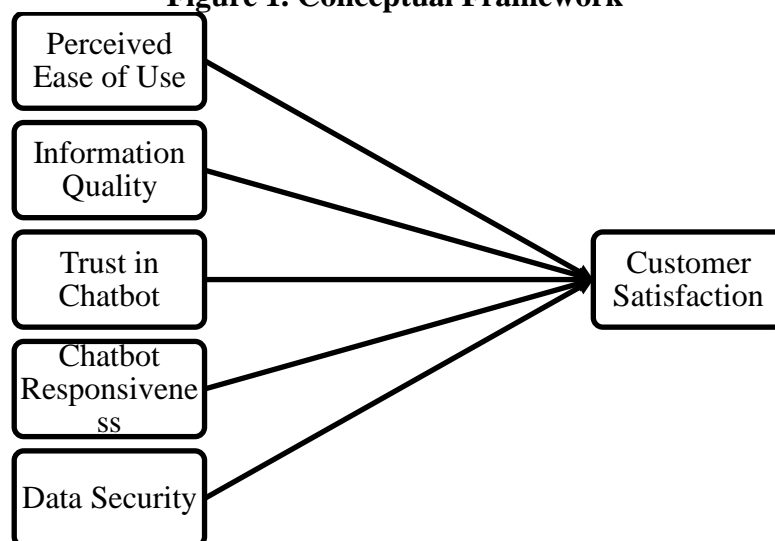 Figure 1. Conceptual Framework
Perceived
Ease of Use
Information
Quality
Trust in
Chatbot
Chatbot
Responsivene
ss
Data Security
Customer
Satisfaction